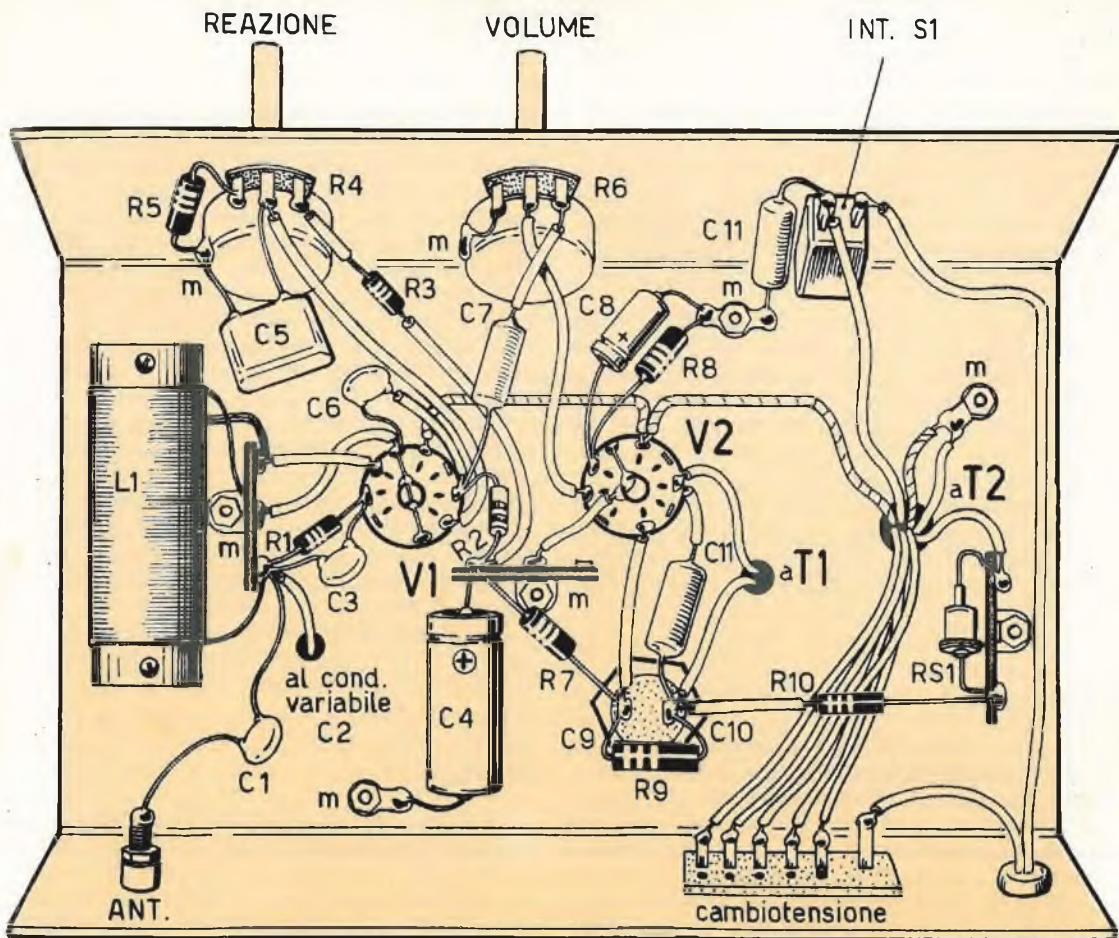 REAZIONE
VOLUME
INT. S1
R5
R4
R6
C11
m
m
m
R3
C5
C7
C8
+
R8
m
C6
V2
L1
aT2
m
R1
R2
C11
V1
C3
m
aT1
al cond.
variabile
C2
+
R7
R10
RS1
C4
C9
C10
C1
R9
m
ANT.
cambiotensione